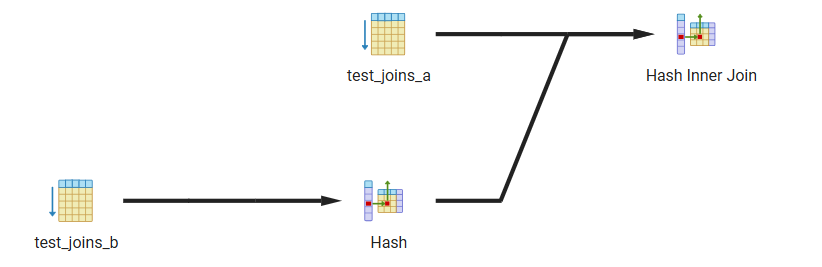 test_joins_a
Hash Inner Join
test_joins_b
Hash